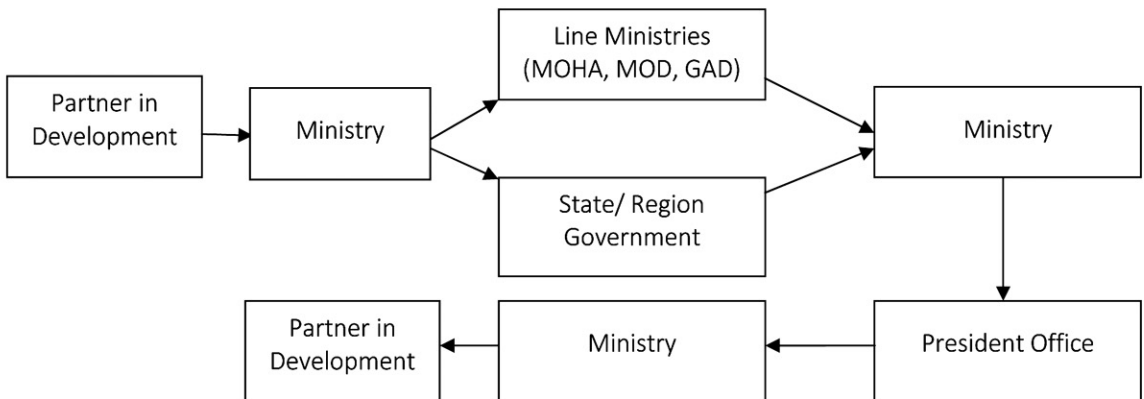 Partner in
Development
Ministry
Line Ministries
(MOHA, MOD, GAD)
State/ Region
Government
Ministry
President Office
Ministry
Partner in
Development